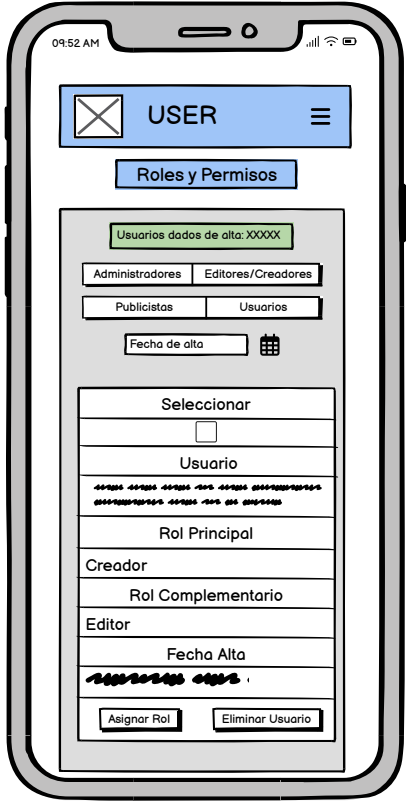 09:52 AM
USER
Roles y Permisos
Usuarios dados de alta: XXXXX
Administradores Editores/Creadores
Publicistas Usuarios
Fecha de alta
Seleccionar
Usuario
Rol Principal
Creador
Rol Complementario
Editor
Fecha Alta
Asignar Rol Eliminar Usuario